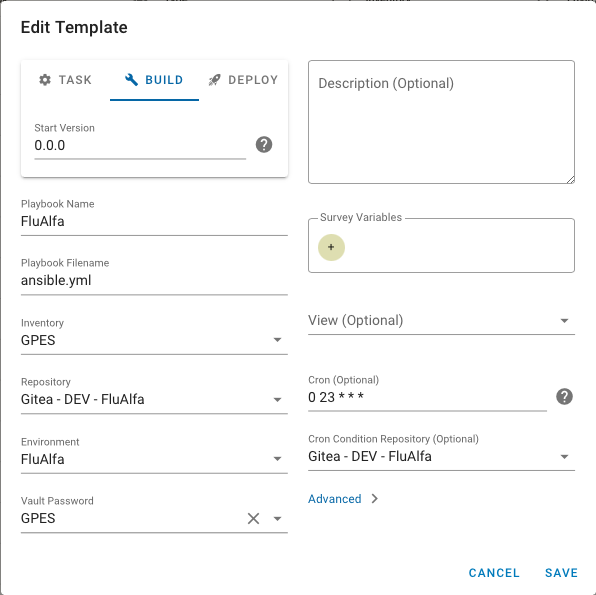 Edit Template
TASK
BUILD
DEPLOY
Start Version
0.0.0
Playbook Name
FluAlfa
Playbook Filename
ansible.yml
Inventory
GPES
Repository
Gitea - DEV - FluAlfa
Environment
FluAlfa
Vault Password
GPES
Description (Optional)
Survey Variables
+
View (Optional)
Cron (Optional)
0 23 * * *
Cron Condition Repository (Optional)
Gitea - DEV - FluAlfa
Advanced
CANCEL
SAVE